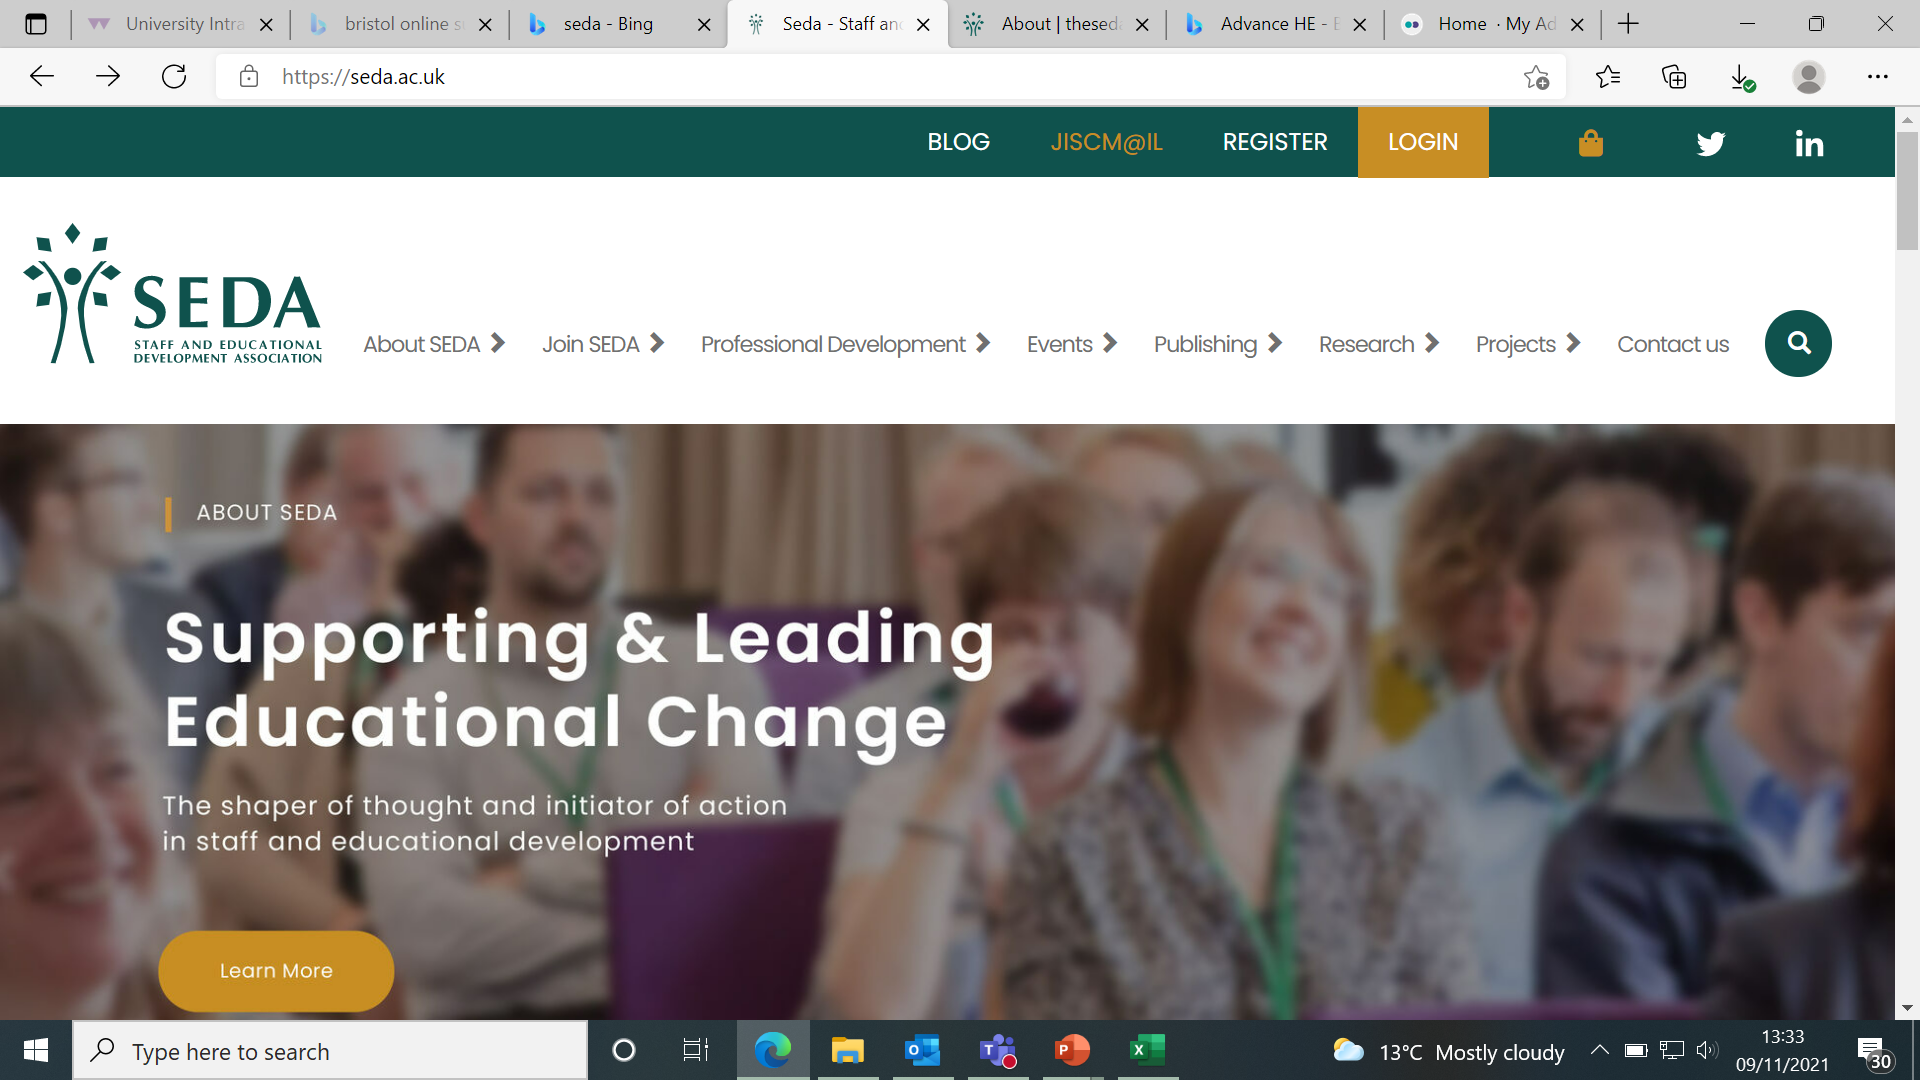 University Intra
bristol online su
seda - Bing
Seda - Staff and
About | theseda
Advance HE - B
Home · My Ad
https://seda.ac.uk
BLOG
JISCM@IL
REGISTER
LOGIN
SEDA
STAFF AND EDUCATIONAL
DEVELOPMENT ASSOCIATION
About SEDA
Join SEDA
Professional Development
Events
Publishing
Research
Projects
Contact us
ABOUT SEDA
Supporting & Leading
Educational Change
The shaper of thought and initiator of action
in staff and educational development
Learn More
Type here to search
13°C Mostly cloudy
13:33
09/11/2021
30